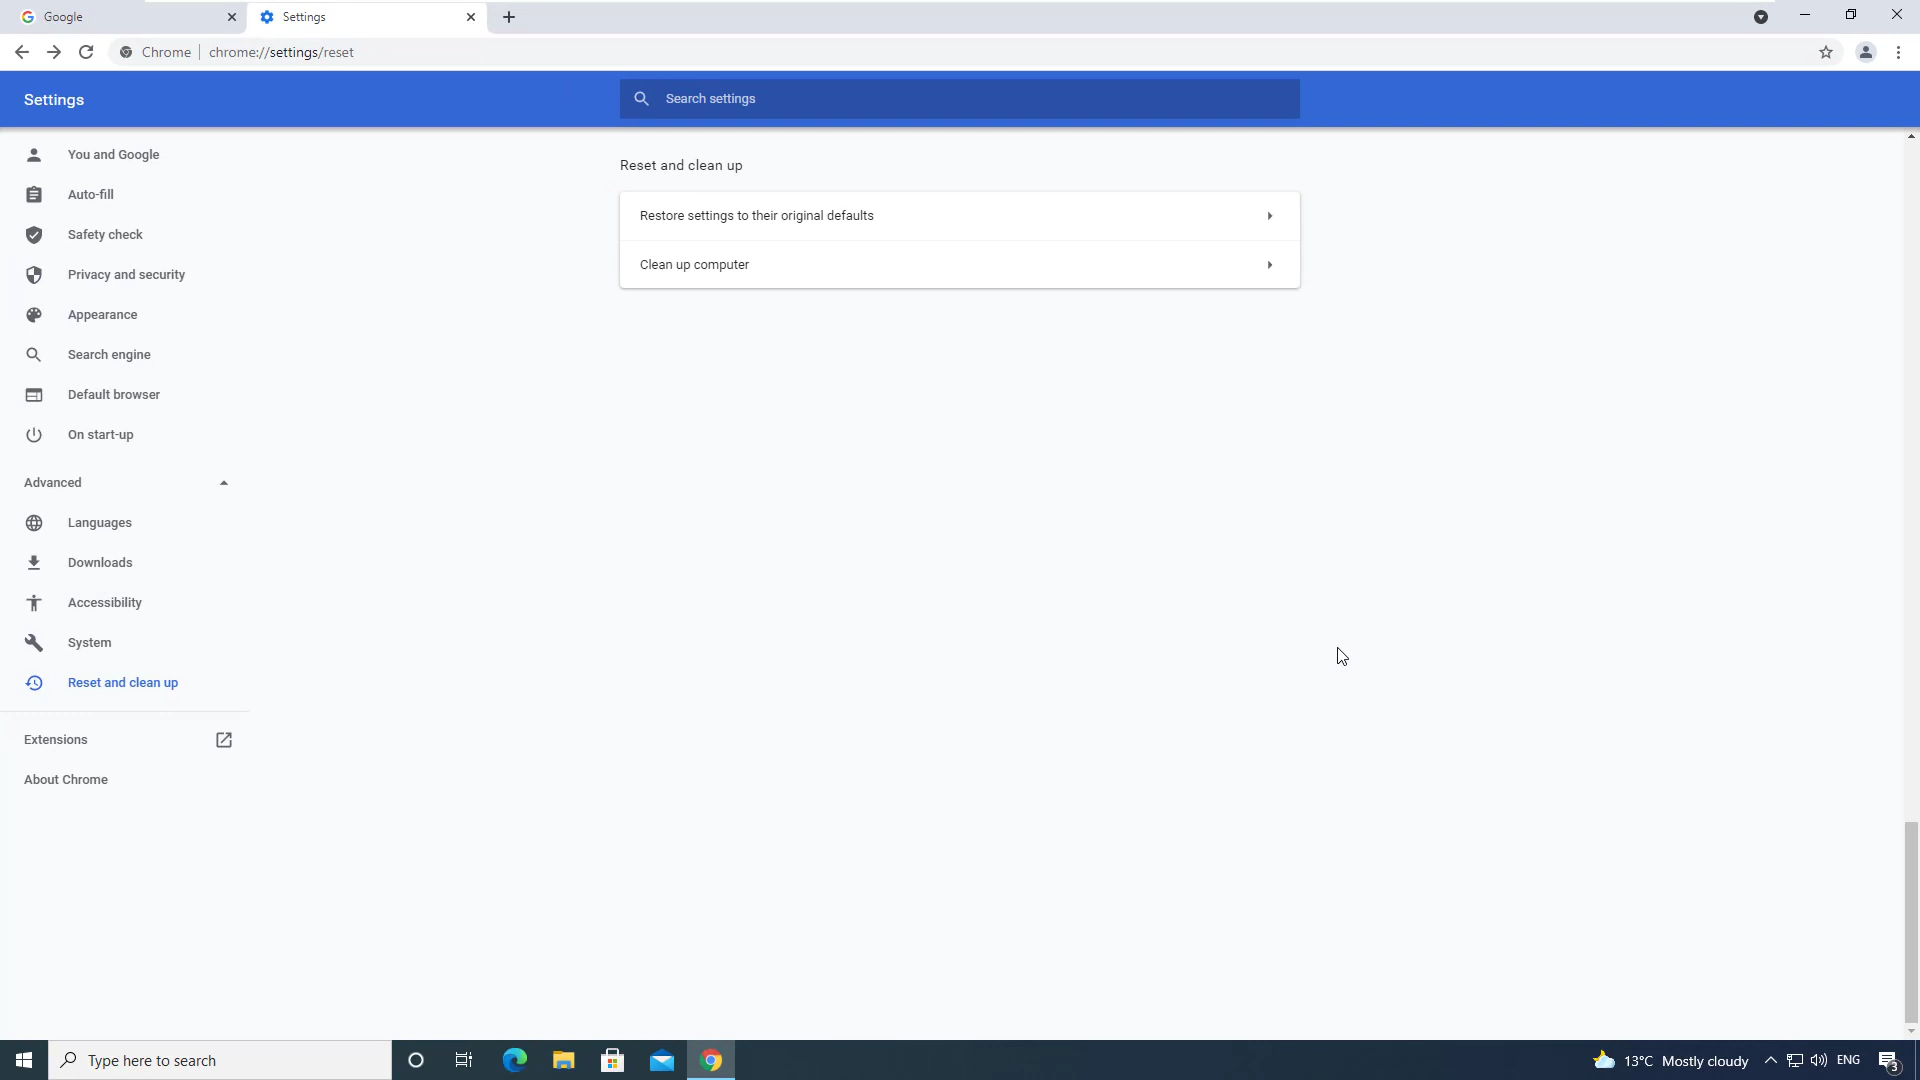 Google
Settings
Chrome
chrome://settings/reset
Settings
Search settings
You and Google
Auto-fill
Safety check
Privacy and security
Appearance
Search engine
Default browser
On start-up
Advanced
Languages
Downloads
Accessibility
System
Reset and clean up
Extensions
About Chrome
Reset and clean up
Restore settings to their original defaults
Clean up computer
Type here to search
13°C Mostly cloudy
ENG
3